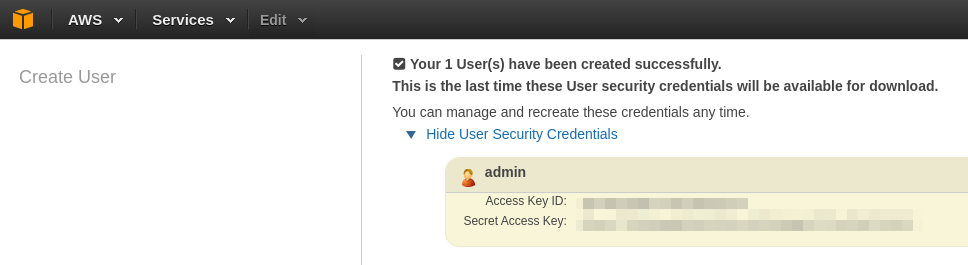 AWS Services Edit
Create User
Your 1 User(s) have been created successfully.
This is the last time these User security credentials will be available for download.
You can manage and recreate these credentials any time.
Hide User Security Credentials
admin
Access Key ID:
Secret Access Key: